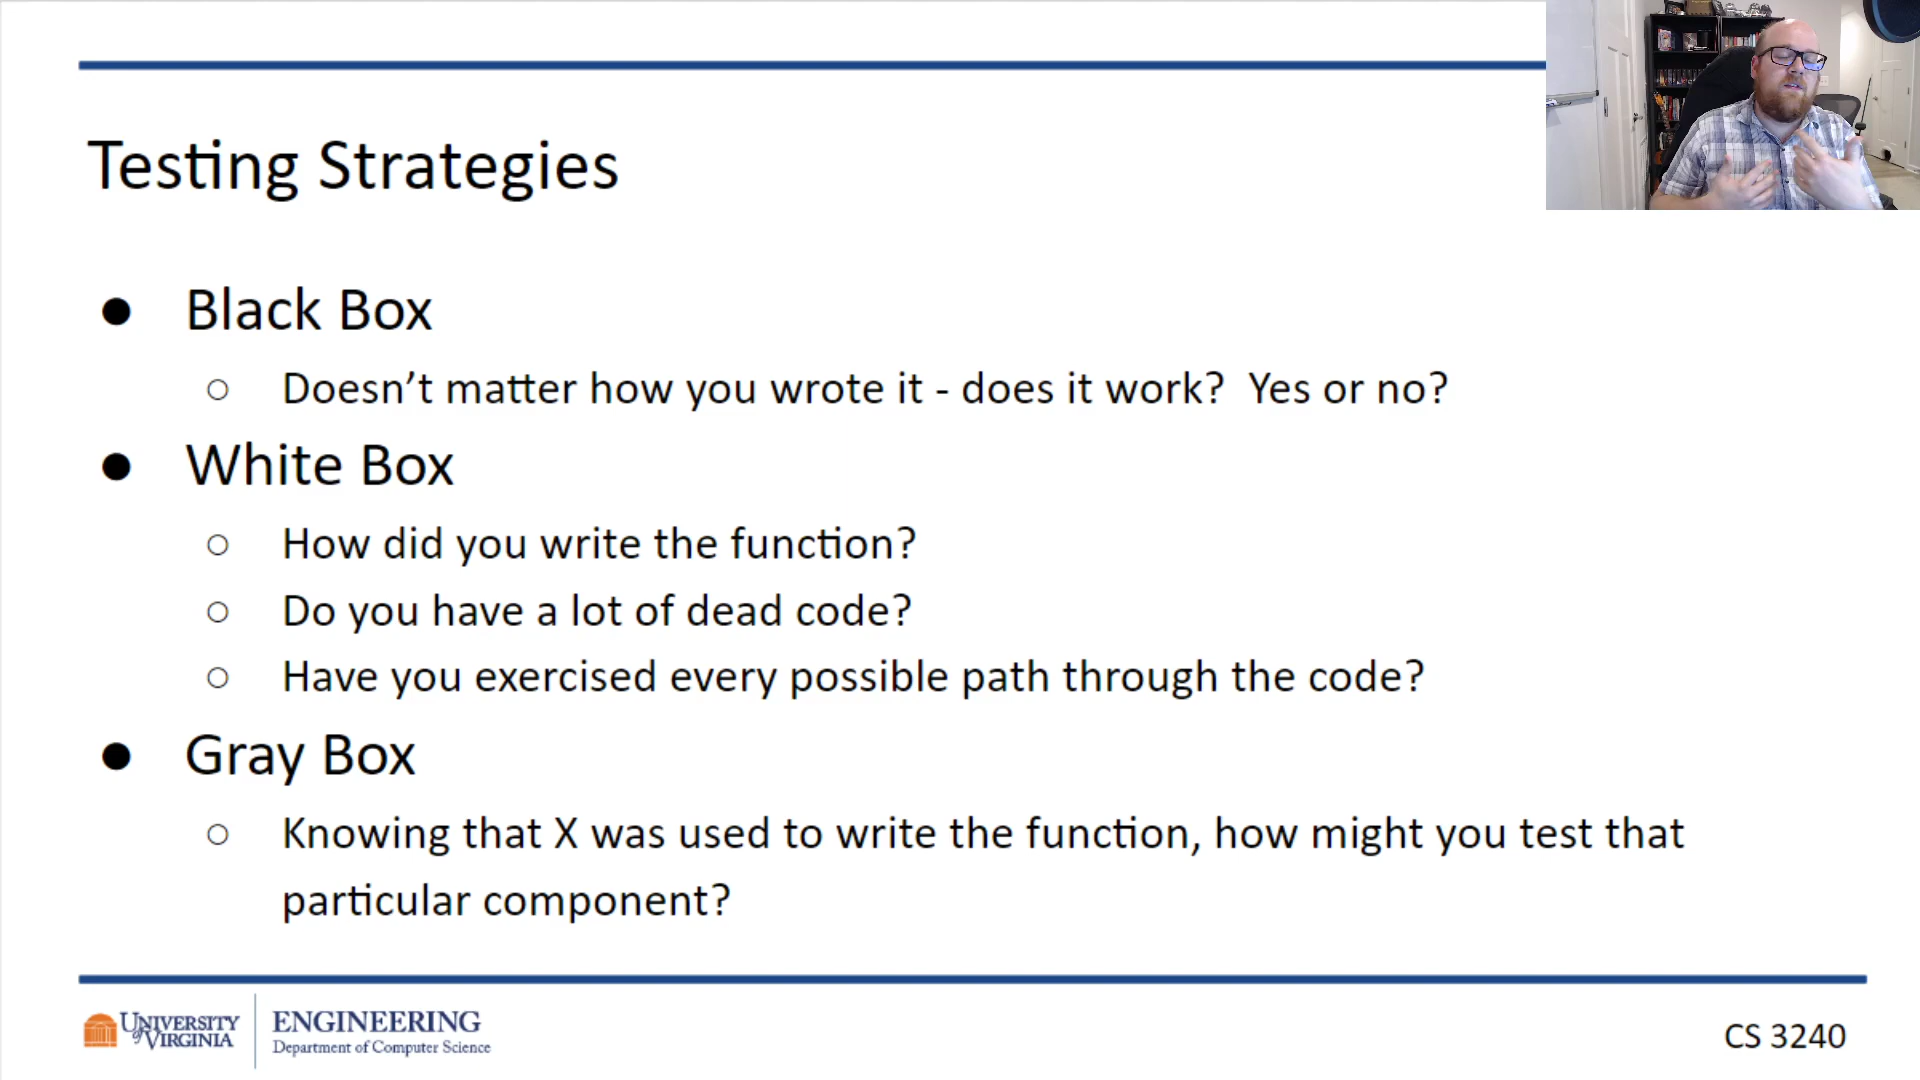 Testing Strategies
● Black Box
○ Doesn’t matter how you wrote it - does it work?  Yes or no?
● White Box
○ How did you write the function?
○ Do you have a lot of dead code?
○ Have you exercised every possible path through the code?
● Gray Box
○ Knowing that X was used to write the function, how might you test that
particular component?
UNIVERSITY
of VIRGINIA
ENGINEERING
Department of Computer Science
CS 3240